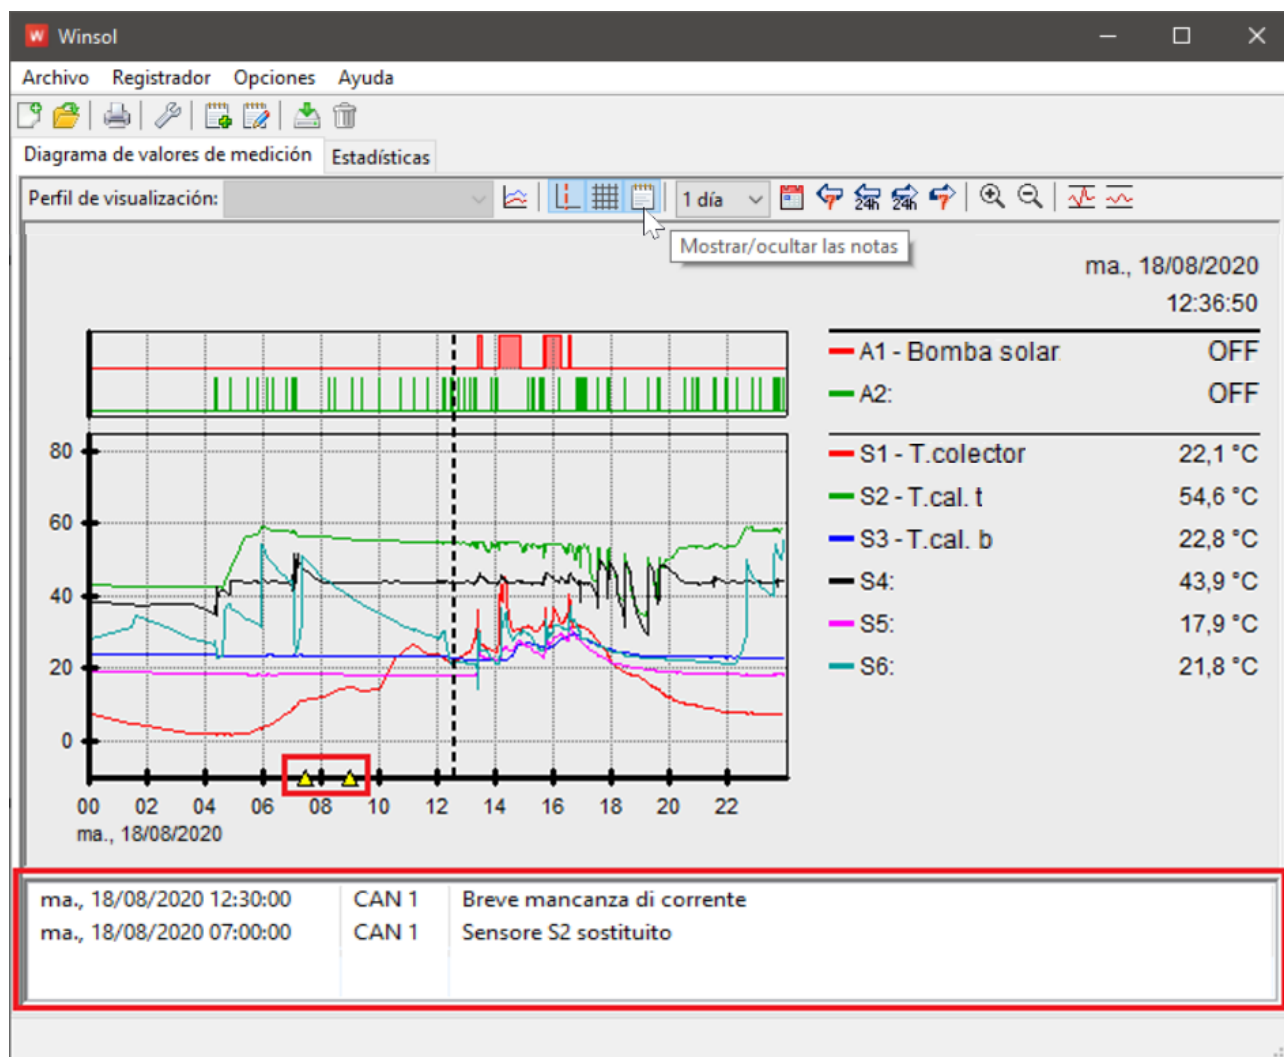 Winsol
Archivo Registrador Opciones Ayuda
Diagrama de valores de medición Estadísticas
Perfil de visualización: 1 día 24h 24h
Mostrar/ocultar las notas
ma., 18/08/2020
12:36:50
A1 - Bomba solar OFF
A2: OFF
S1 - T.colector 22,1 °C
S2 - T.cal. t 54,6 °C
S3 - T.cal. b 22,8 °C
S4: 43,9 °C
S5: 17,9 °C
S6: 21,8 °C
80
60
40
20
0
00 02 04 06 08 10 12 14 16 18 20 22
ma., 18/08/2020
ma., 18/08/2020 12:30:00 CAN 1 Breve mancanza di corrente
ma., 18/08/2020 07:00:00 CAN 1 Sensore S2 sostituito